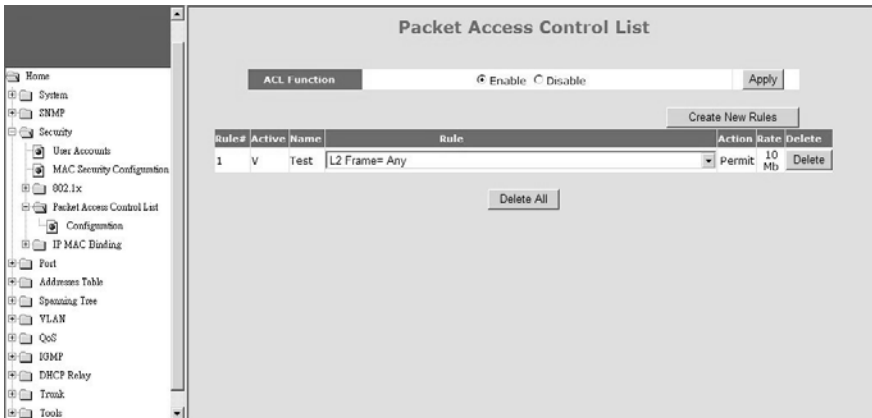 Home
System
SNMP
Security
User Accounts
MAC Security Configuration
802.1x
Packet Access Control List
Configuration
IP MAC Binding
Port
Addresses Table
Spanning Tree
VLAN
QoS
IGMP
DHCP Relay
Trunk
Tools
Packet Access Control List
ACL Function Enable Disable Apply
Create New Rules
Rule# Active Name Rule Action Rate Delete
1 V Test L2 Frame= Any Permit 10 Mb Delete
Delete All